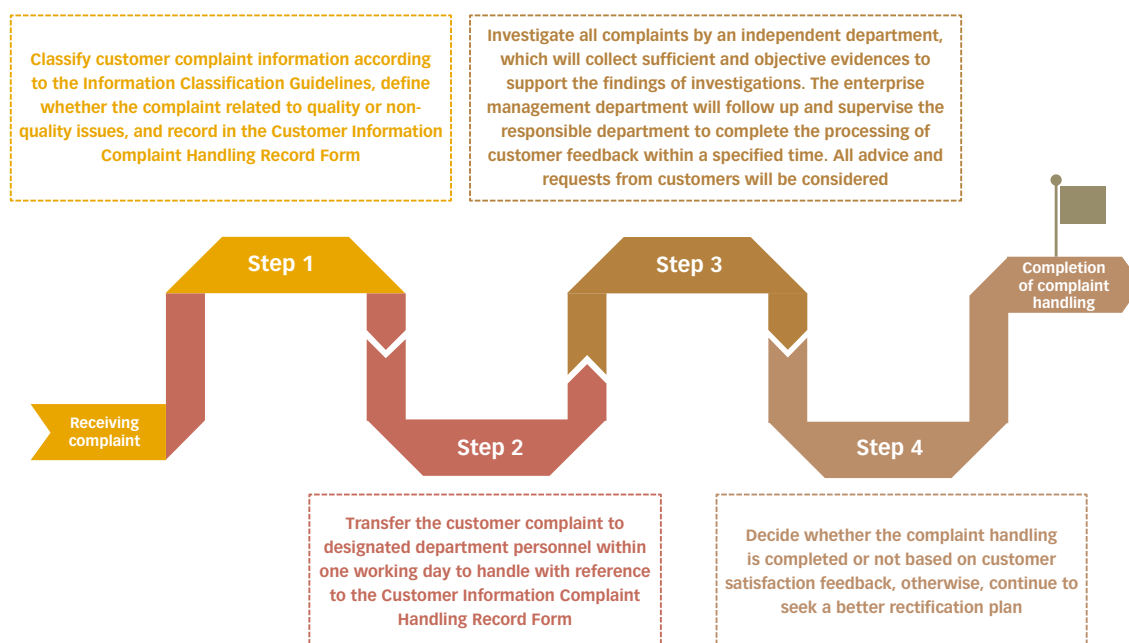 Classify customer complaint information according
to the Information Classification Guidelines, define
whether the complaint related to quality or non-
quality issues, and record in the Customer Information
Complaint Handling Record Form
Investigate all complaints by an independent department,
which will collect sufficient and objective evidences to
support the findings of investigations. The enterprise
management department will follow up and supervise the
responsible department to complete the processing of
customer feedback within a specified time. All advice and
requests from customers will be considered
Step 1
Step 3
Completion
of complaint
handling
Receiving
complaint
Step 2
Step 4
Transfer the customer complaint to
designated department personnel within
one working day to handle with reference
to the Customer Information Complaint
Handling Record Form
Decide whether the complaint handling
is completed or not based on customer
satisfaction feedback, otherwise, continue to
seek a better rectification plan